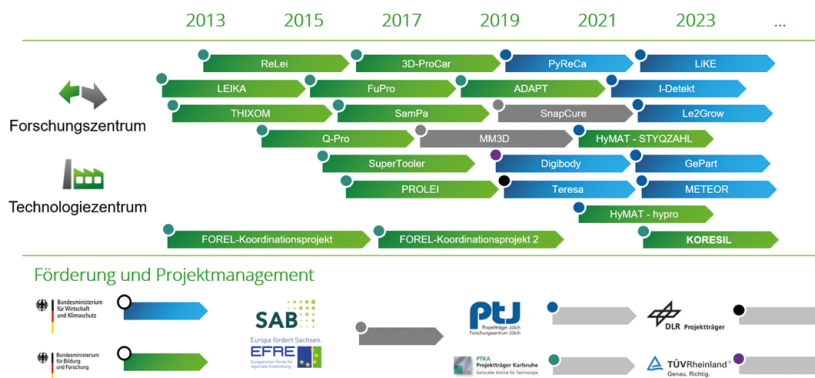 2013 2015 2017 2019 2021 2023 ...
ReLei 3D-ProCar PyReCa LiKE
LEIKA FuPro ADAPT I-Detekt
THIXOM SamPa SnapCure Le2Grow
Forschungszentrum
Q-Pro MM3D HyMAT - STYQZAHL
SuperTooler Digibody GePart
PROLEI Teresa METEOR
Technologiezentrum
HyMAT - hypro
FOREL-Koordinationsprojekt FOREL-Koordinationsprojekt 2 KORESIL
Förderung und Projektmanagement
Bundesministerium
für Wirtschaft
und Klimaschutz
SAB
PtJ
Projektträger Jülich
Forschungszentrum Jülich
DLR Projektträger
Bundesministerium
für Bildung
und Forschung
Europa fördert Sachsen.
EFRE
Europäischer Fonds für
regionale Entwicklung
PTKA
Projektträger Karlsruhe
Karlsruher Institut für Technologie
TÜVRheinland®
Genau. Richtig.